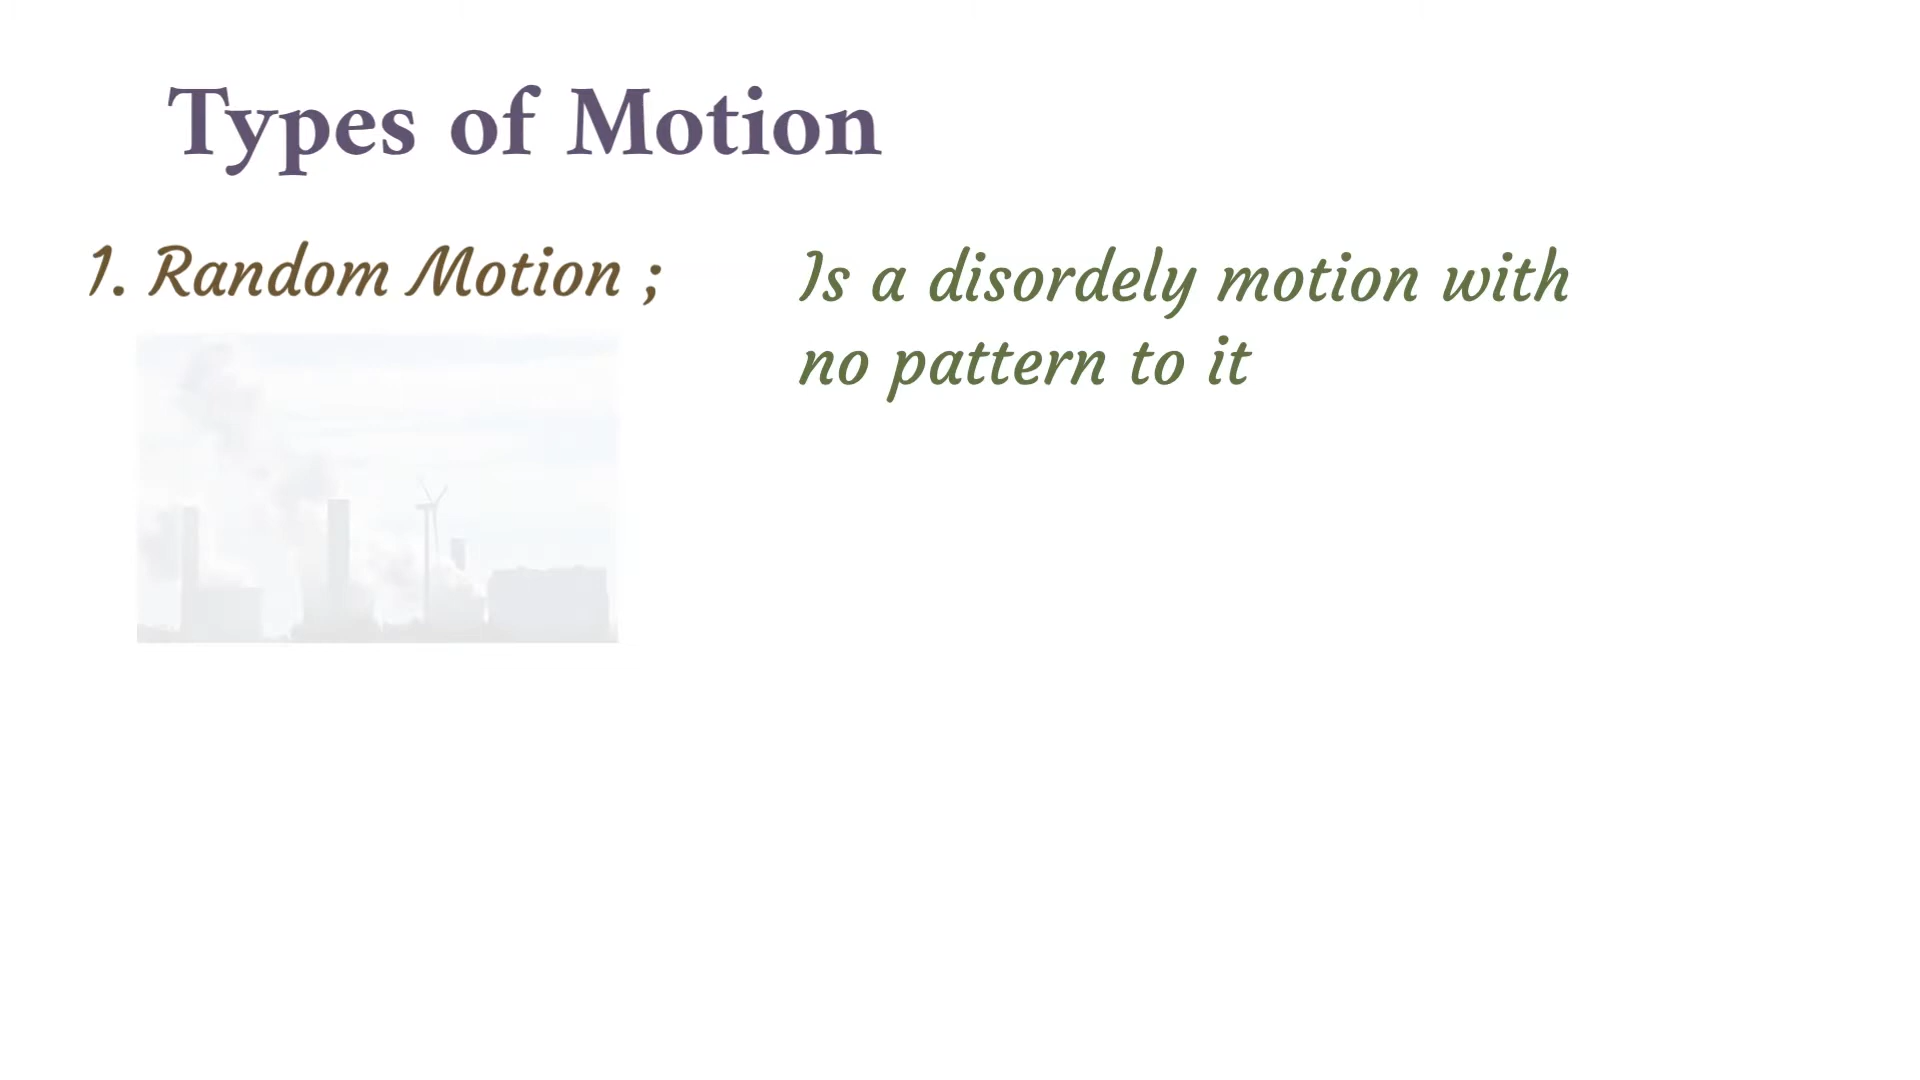 Types of Motion
1. Random Motion ;
Is a disordely motion with
no pattern to it